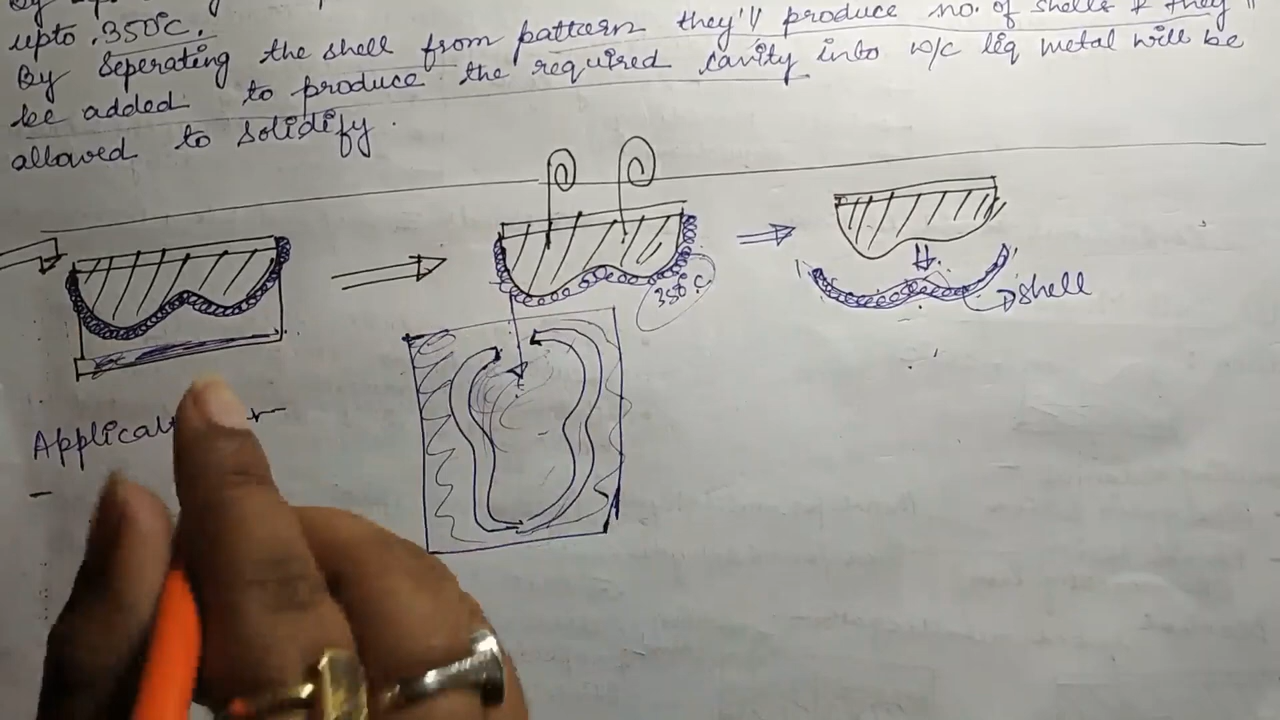 upto 350°C.
By seperating the shell from pattern they'll produce no. of shells & they'll
be added to produce the required cavity into w/c liq metal will be
allowed to solidify.
350°C
shell